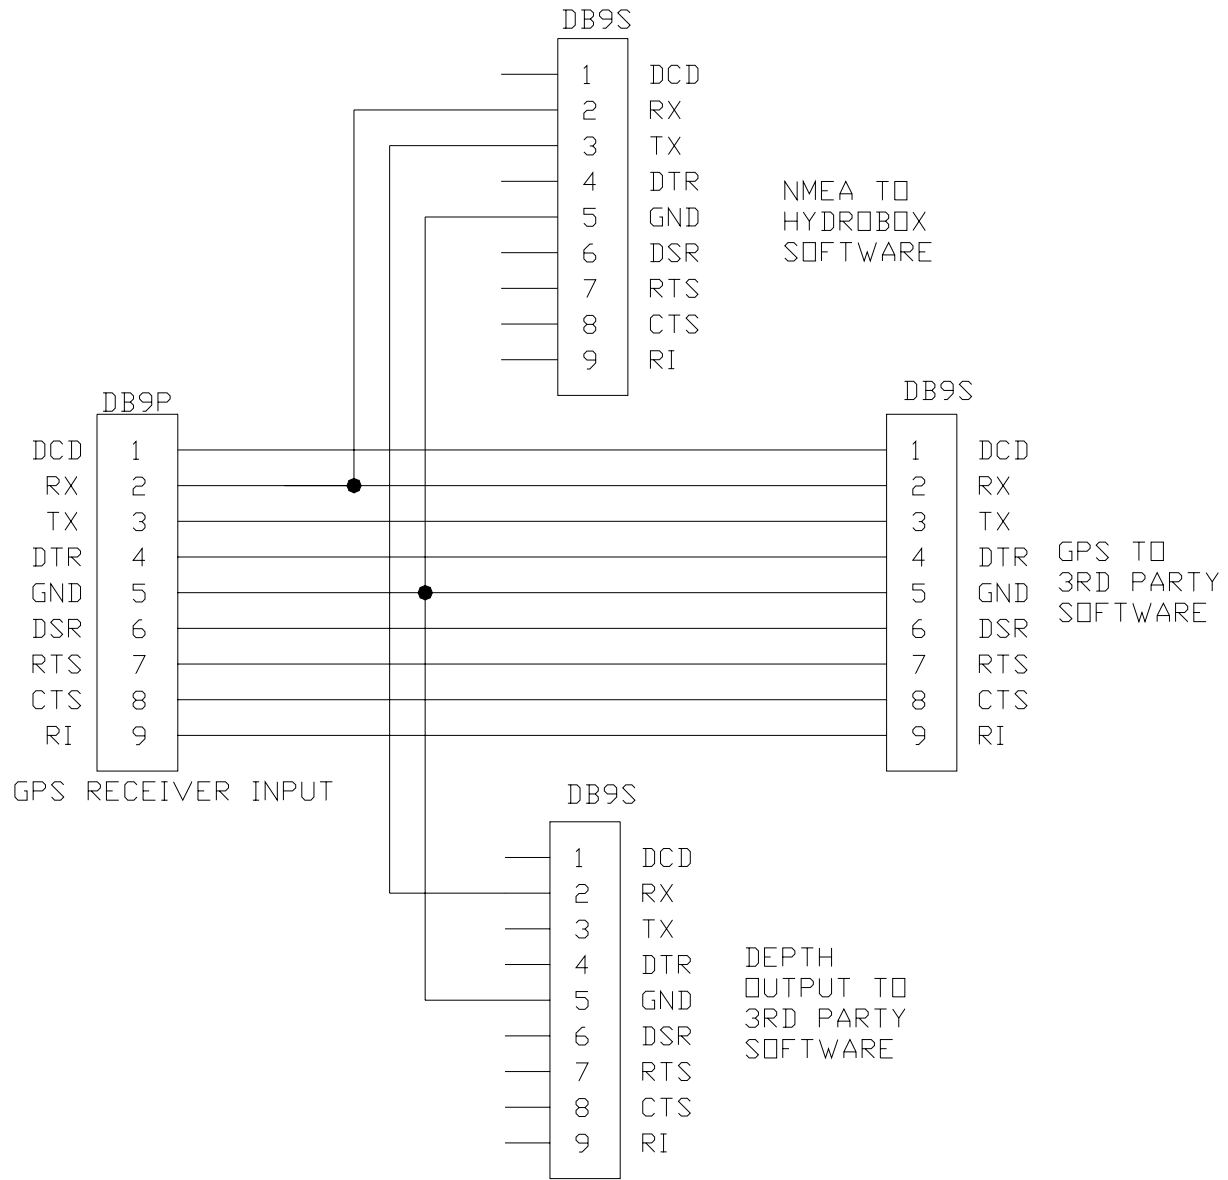 DB9S
1 DCD
2 RX
3 TX
4 DTR
5 GND
6 DSR
7 RTS
8 CTS
9 RI
NMEA TO
HYDROBOX
SOFTWARE
DB9P
DCD 1
RX 2
TX 3
DTR 4
GND 5
DSR 6
RTS 7
CTS 8
RI 9
GPS RECEIVER INPUT
DB9S
1 DCD
2 RX
3 TX
4 DTR
5 GND
6 DSR
7 RTS
8 CTS
9 RI
GPS TO
3RD PARTY
SOFTWARE
DB9S
1 DCD
2 RX
3 TX
4 DTR
5 GND
6 DSR
7 RTS
8 CTS
9 RI
DEPTH
OUTPUT TO
3RD PARTY
SOFTWARE